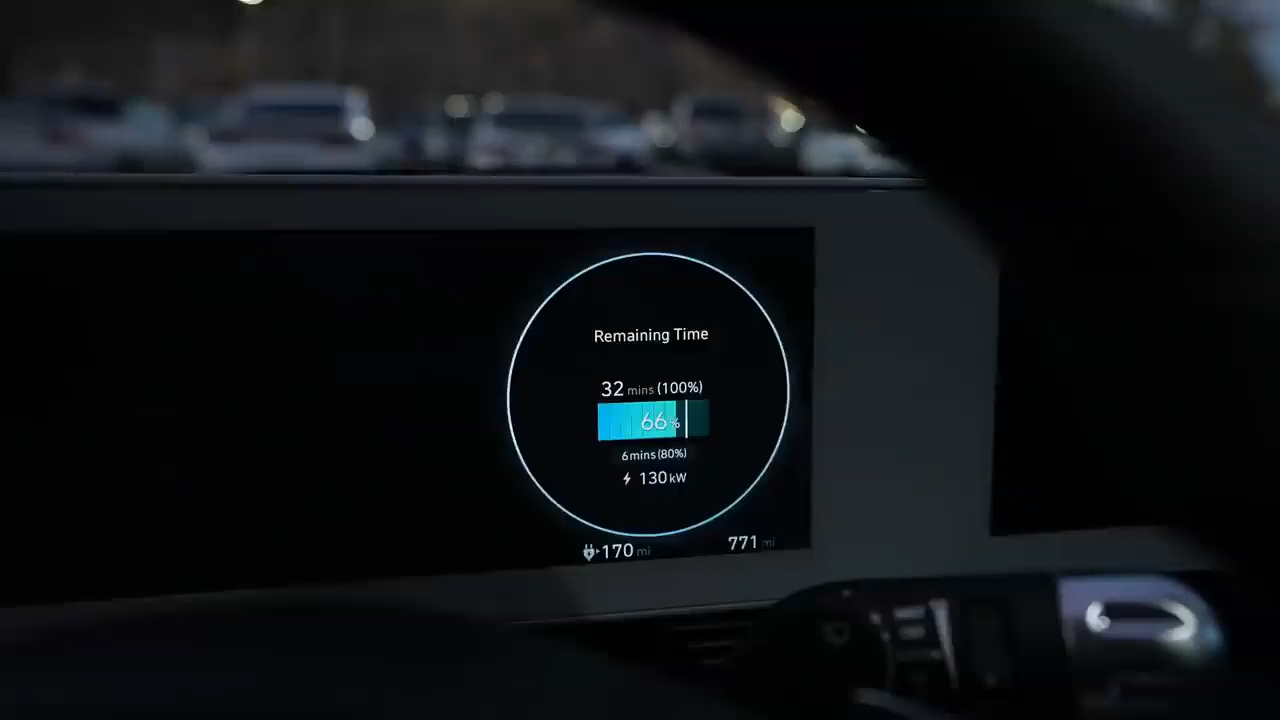 Remaining Time
32 mins (100%)
66%
6 mins (80%)
130 kW
170 mi
771 mi